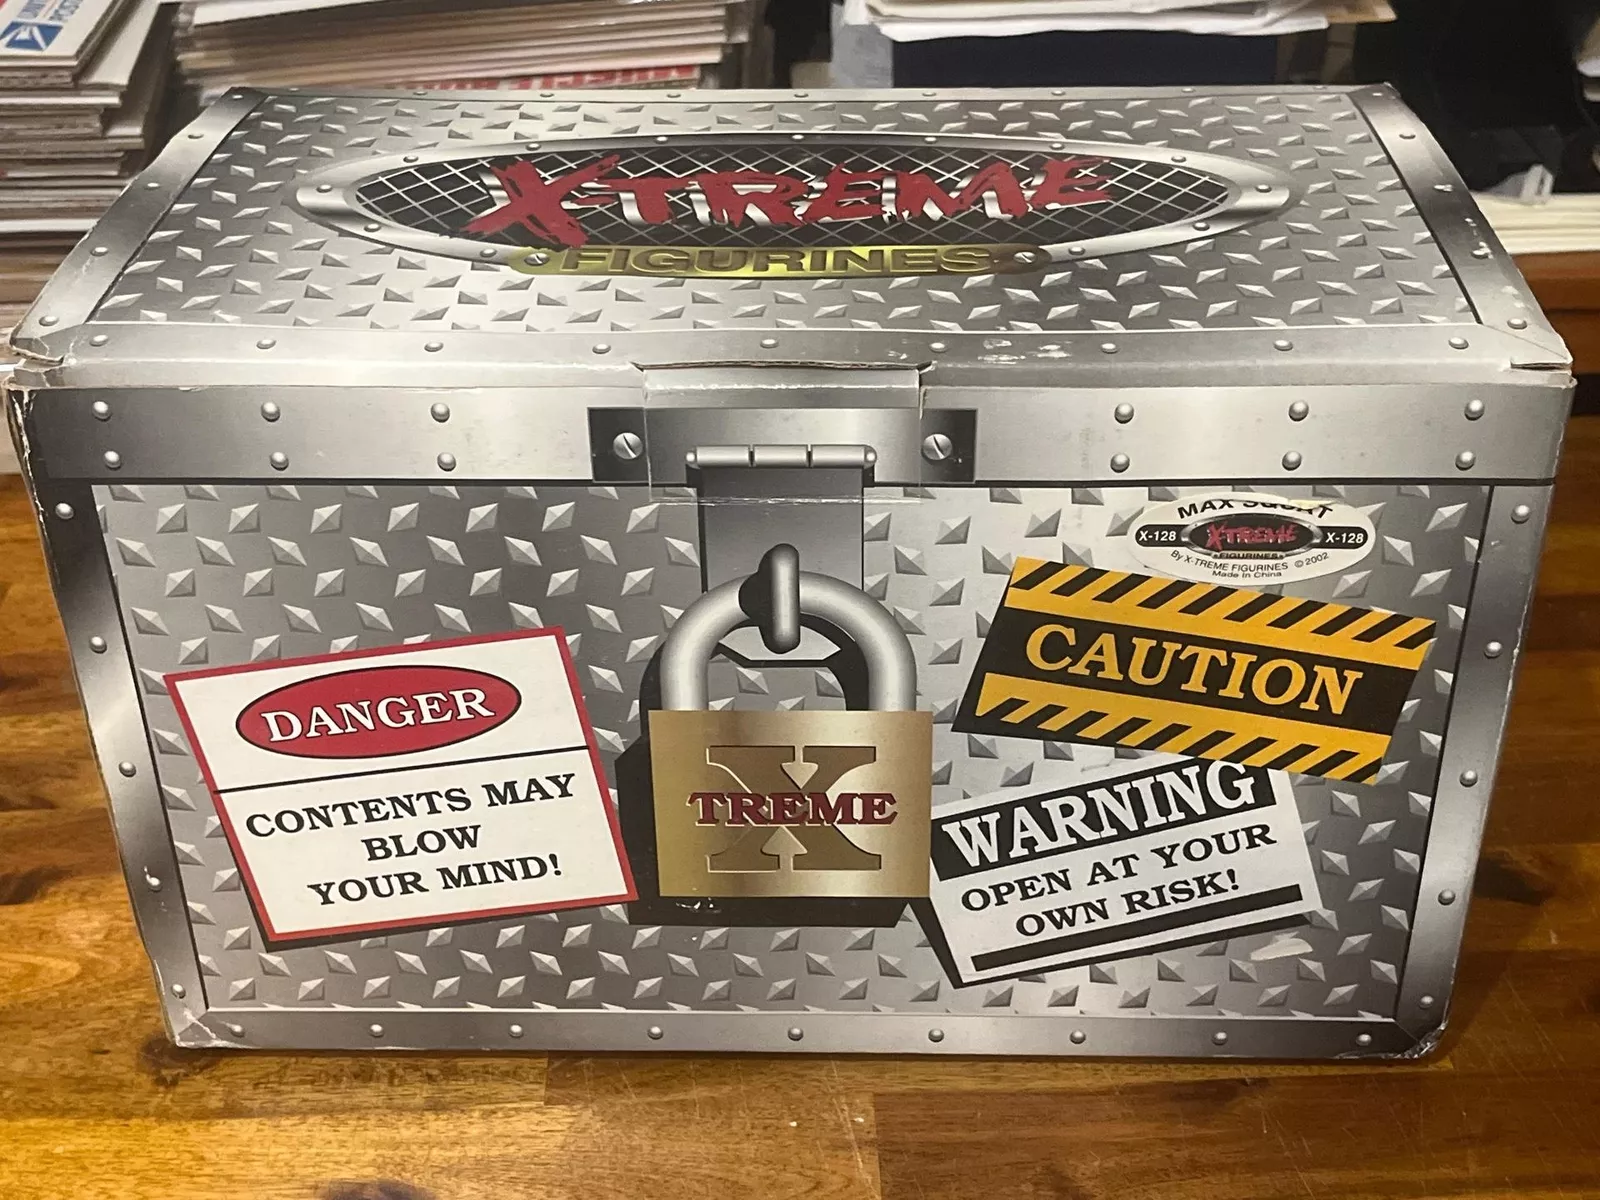 X-TREME
FIGURINES
MAX SQUAT
X-128 X-TREME X-128
FIGURINES
By X-TREME FIGURINES ©2002
Made In China
CAUTION
DANGER
CONTENTS MAY
BLOW
YOUR MIND!
X
TREME
WARNING
OPEN AT YOUR
OWN RISK!